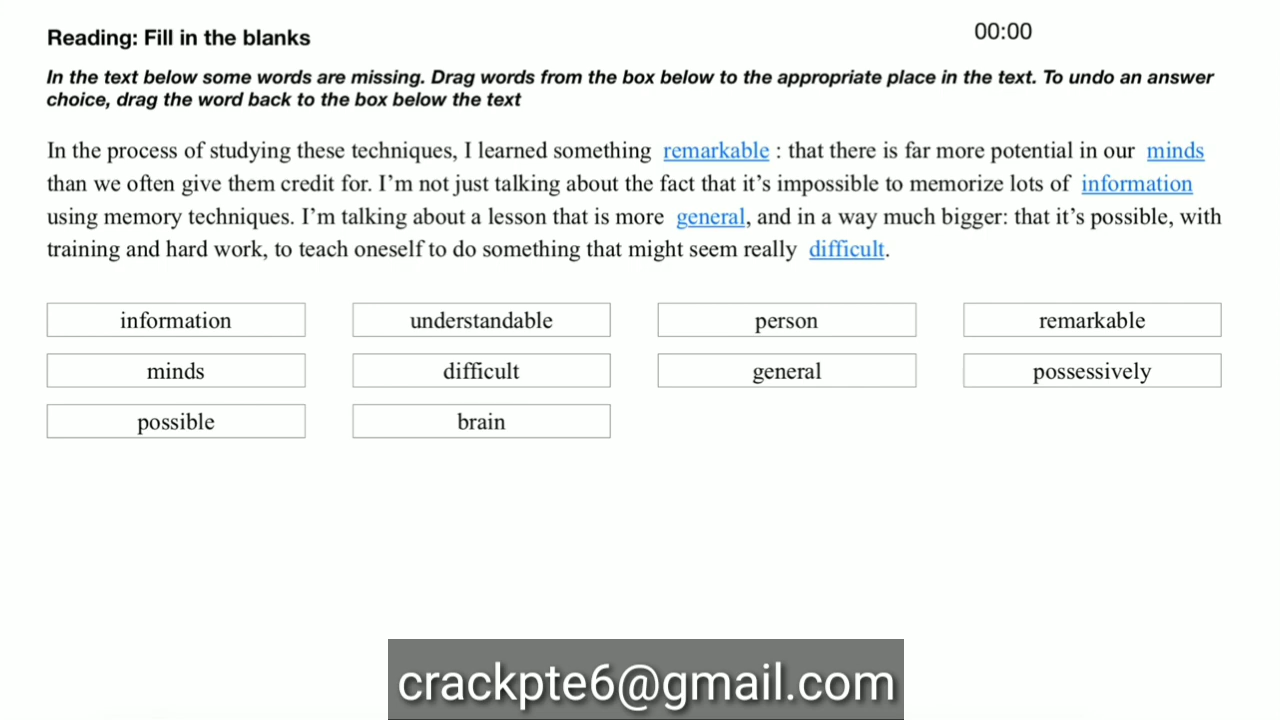 Reading: Fill in the blanks
00:00
In the text below some words are missing. Drag words from the box below to the appropriate place in the text. To undo an answer
choice, drag the word back to the box below the text
In the process of studying these techniques, I learned something remarkable : that there is far more potential in our minds
than we often give them credit for. I’m not just talking about the fact that it’s impossible to memorize lots of information
using memory techniques. I’m talking about a lesson that is more general, and in a way much bigger: that it’s possible, with
training and hard work, to teach oneself to do something that might seem really difficult.
information understandable person remarkable
minds difficult general possessively
possible brain
crackpte6@gmail.com